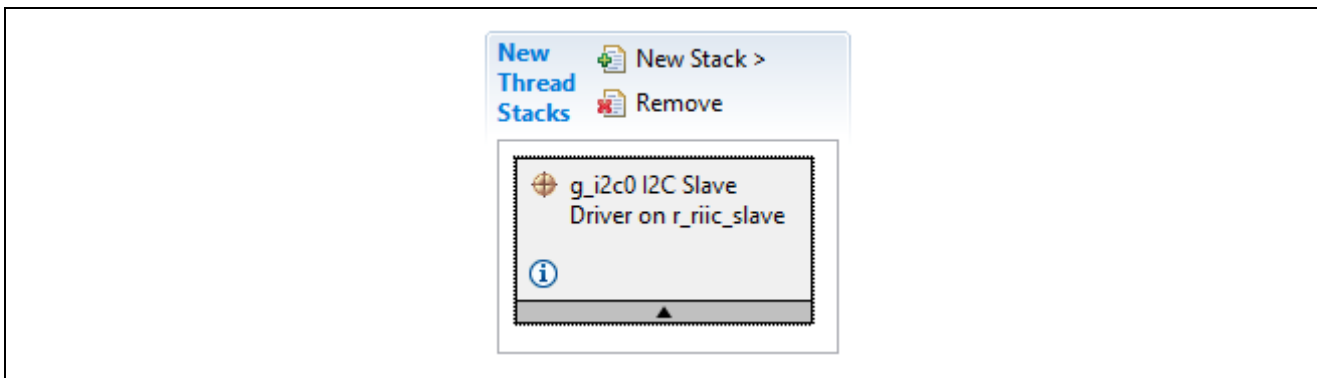 New
Thread
Stacks
New Stack >
Remove
g_i2c0 I2C Slave
Driver on r_riic_slave